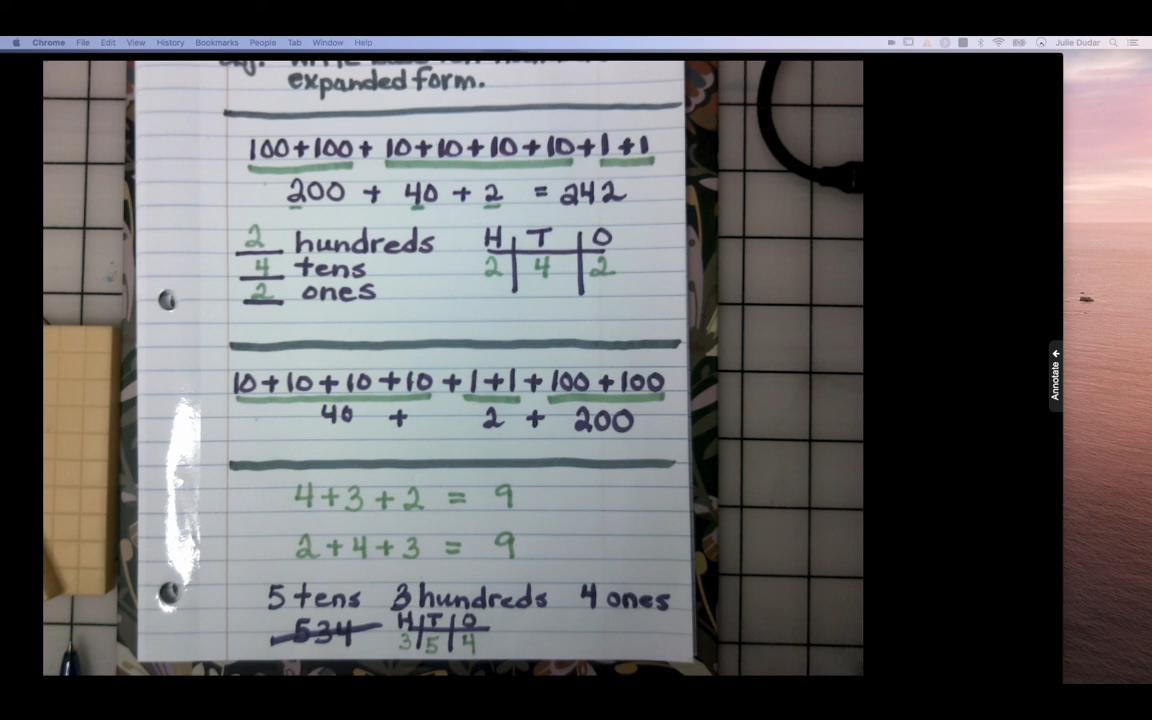 Chrome File Edit View History Bookmarks People Tab Window Help Julie Dudar
expanded form.
100+100+ 10+10+10+10+1+1
200 + 40 + 2 = 242
2 hundreds
4 tens
2 ones
H T O
2 4 2
10+10+10+10+1+1+100+100
40 + 2 + 200
4+3+2 = 9
2+4+3 = 9
5 tens 3 hundreds 4 ones
534 H T O
3 5 4
Annotate